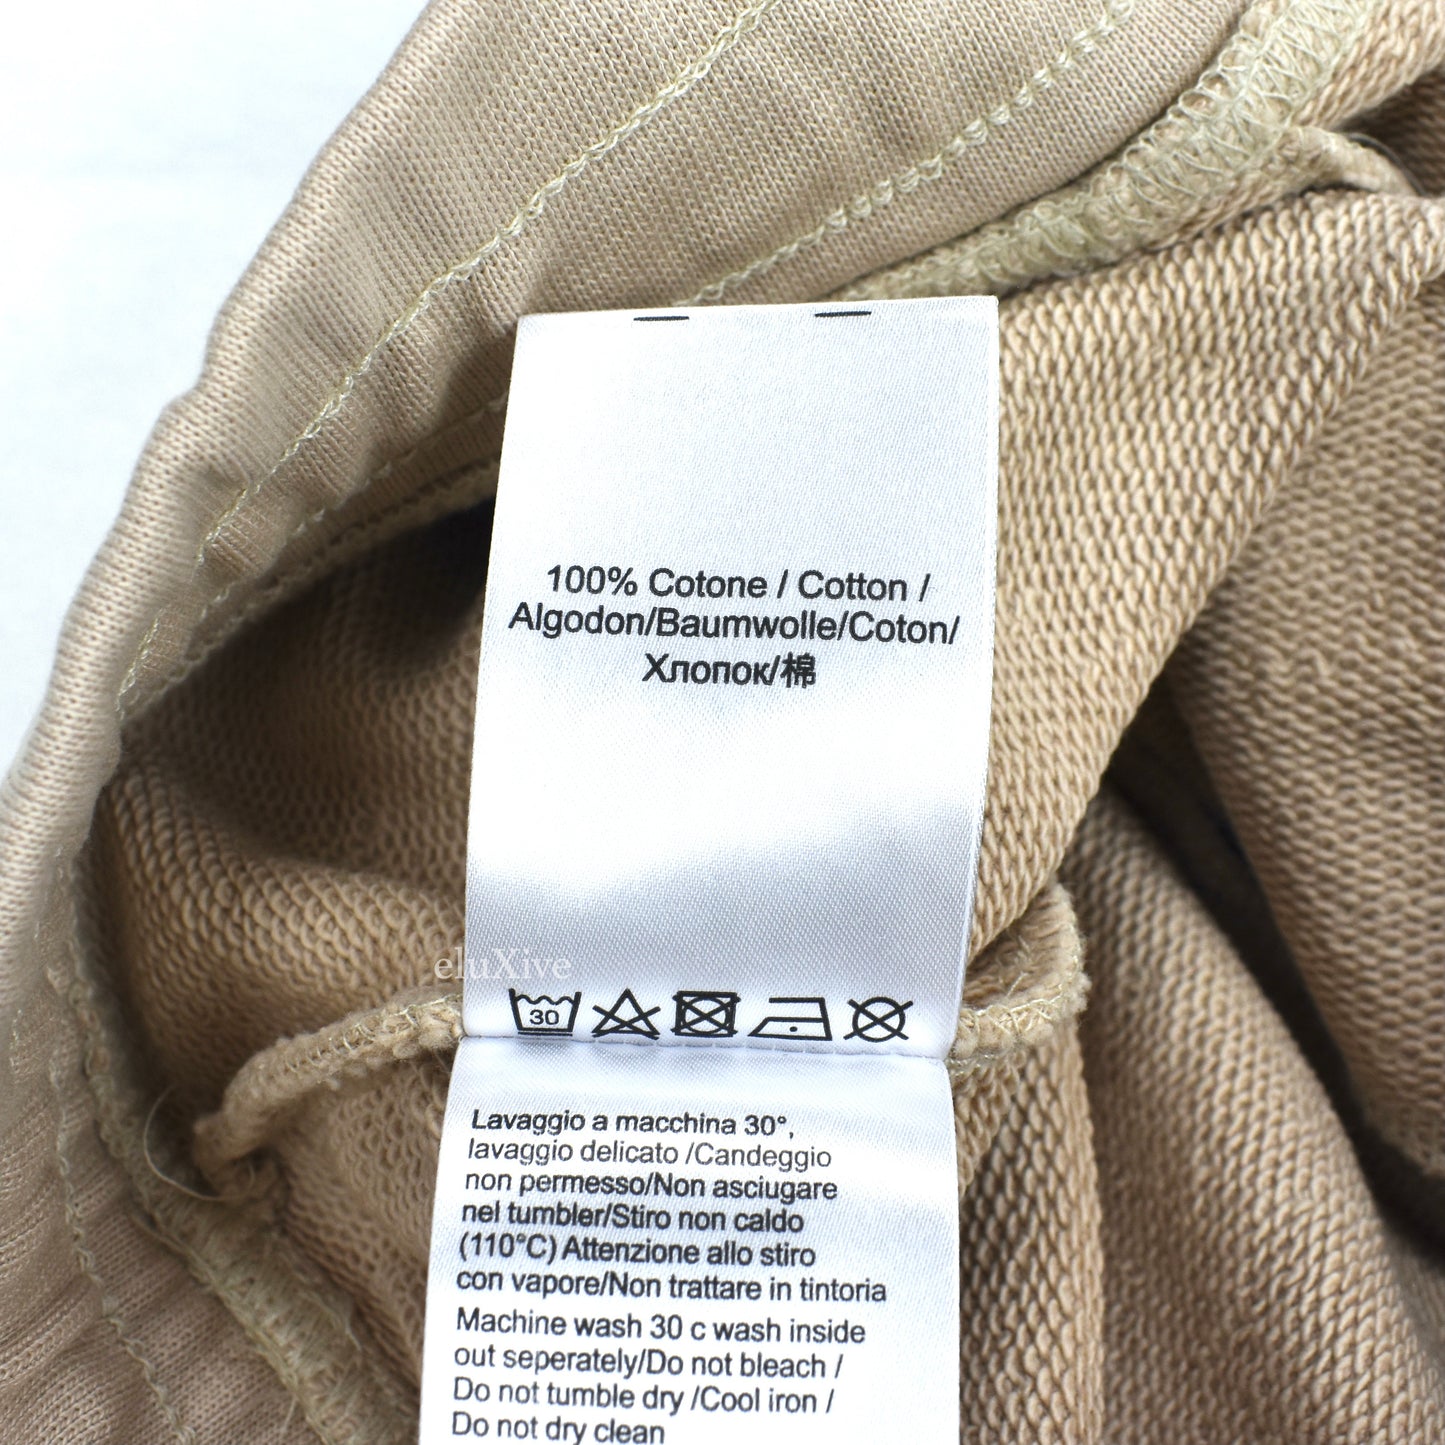 100% Cotone / Cotton /
Algodon/Baumwolle/Coton/
Хлопок/棉
eluXive
30
Lavaggio a macchina 30°,
lavaggio delicato /Candeggio
non permesso/Non asciugare
nel tumbler/Stiro non caldo
(110°C) Attenzione allo stiro
con vapore/Non trattare in tintoria
Machine wash 30 c wash inside
out seperately/Do not bleach /
Do not tumble dry /Cool iron /
Do not dry clean